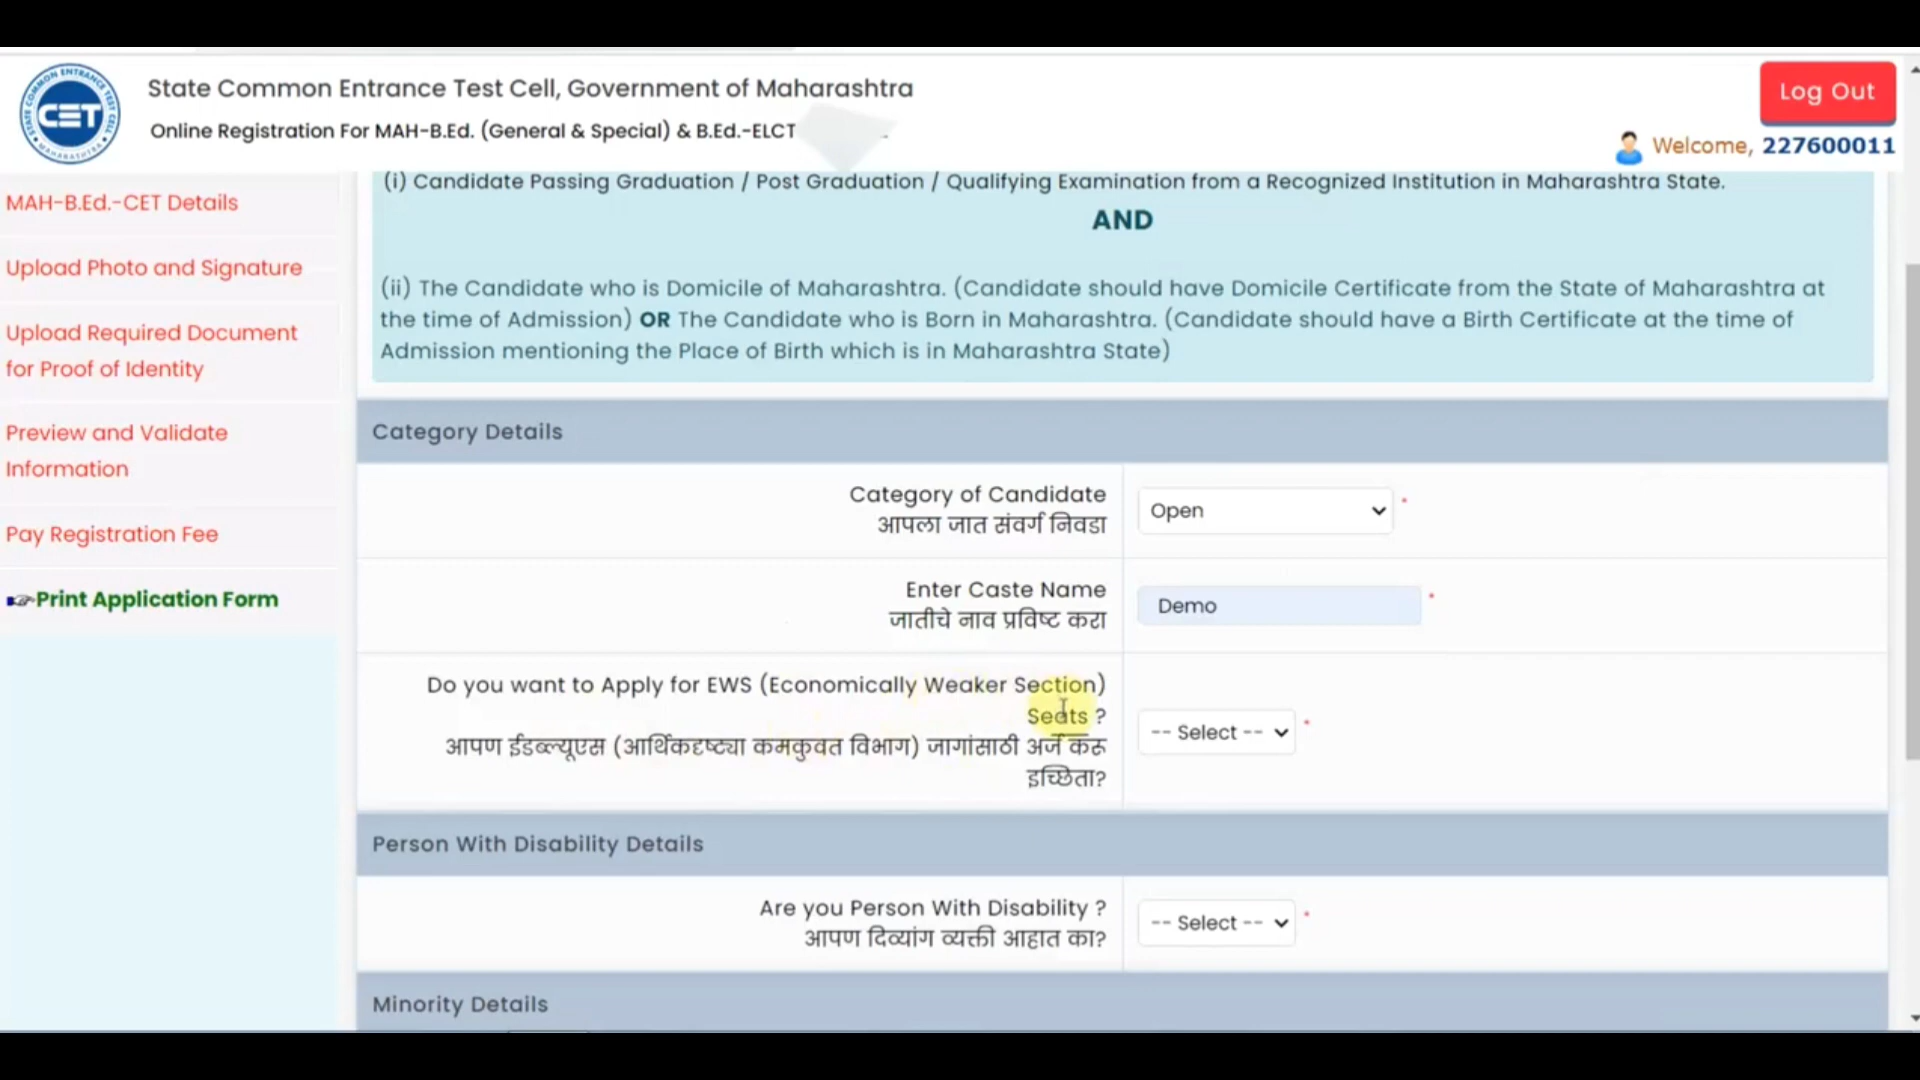 State Common Entrance Test Cell, Government of Maharashtra
Online Registration For MAH-B.Ed. (General & Special) & B.Ed.-ELCT
STATE COMMON ENTRANCE TEST CELL
CET
MAHARASHTRA
Log Out
Welcome, 227600011
MAH-B.Ed.-CET Details
Upload Photo and Signature
Upload Required Document
for Proof of Identity
Preview and Validate
Information
Pay Registration Fee
Print Application Form
(i) Candidate Passing Graduation / Post Graduation / Qualifying Examination from a Recognized Institution in Maharashtra State.
AND
(ii) The Candidate who is Domicile of Maharashtra. (Candidate should have Domicile Certificate from the State of Maharashtra at
the time of Admission) OR The Candidate who is Born in Maharashtra. (Candidate should have a Birth Certificate at the time of
Admission mentioning the Place of Birth which is in Maharashtra State)
Category Details
Category of Candidate
आपला जात संवर्ग निवडा
Open *
Enter Caste Name
जातीचे नाव प्रविष्ट करा
Demo *
Do you want to Apply for EWS (Economically Weaker Section)
Seats ?
आपण ईडब्ल्यूएस (आर्थिकदृष्ट्या कमकुवत विभाग) जागांसाठी अर्ज करू
इच्छिता?
-- Select -- *
Person With Disability Details
Are you Person With Disability ?
आपण दिव्यांग व्यक्ती आहात का?
-- Select -- *
Minority Details